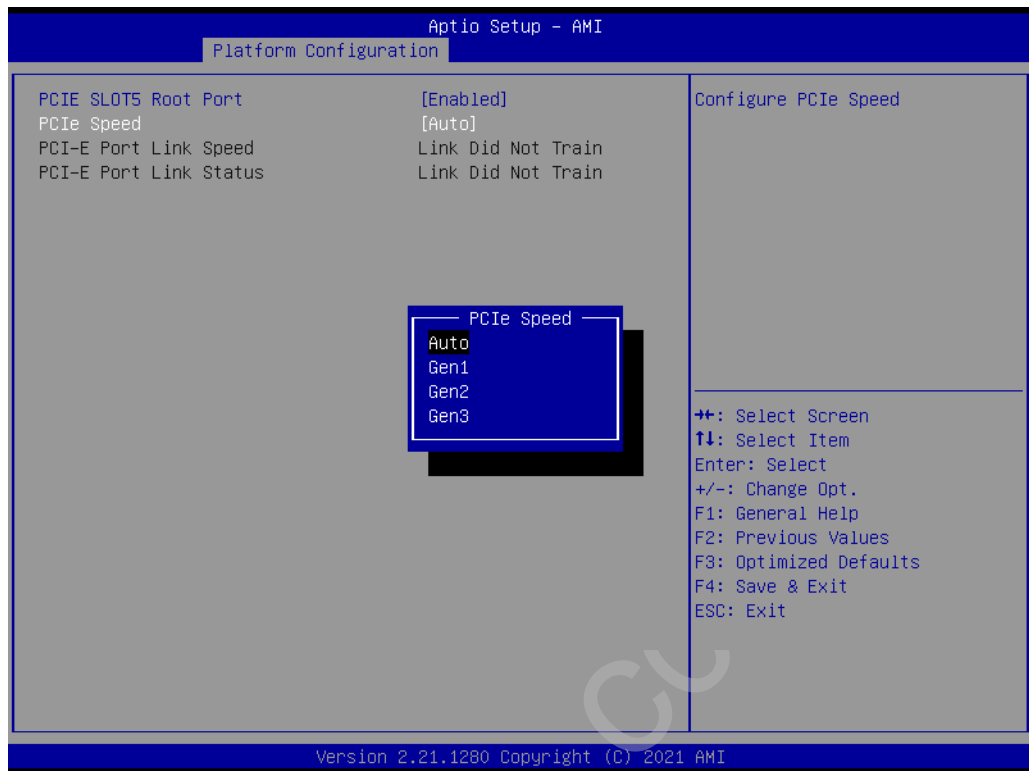 Aptio Setup – AMI
Platform Configuration
PCIE SLOT5 Root Port [Enabled]
PCIe Speed [Auto]
PCI-E Port Link Speed Link Did Not Train
PCI-E Port Link Status Link Did Not Train
Configure PCIe Speed
PCIe Speed
Auto
Gen1
Gen2
Gen3
→←: Select Screen
↑↓: Select Item
Enter: Select
+/-: Change Opt.
F1: General Help
F2: Previous Values
F3: Optimized Defaults
F4: Save & Exit
ESC: Exit
Version 2.21.1280 Copyright (C) 2021 AMI